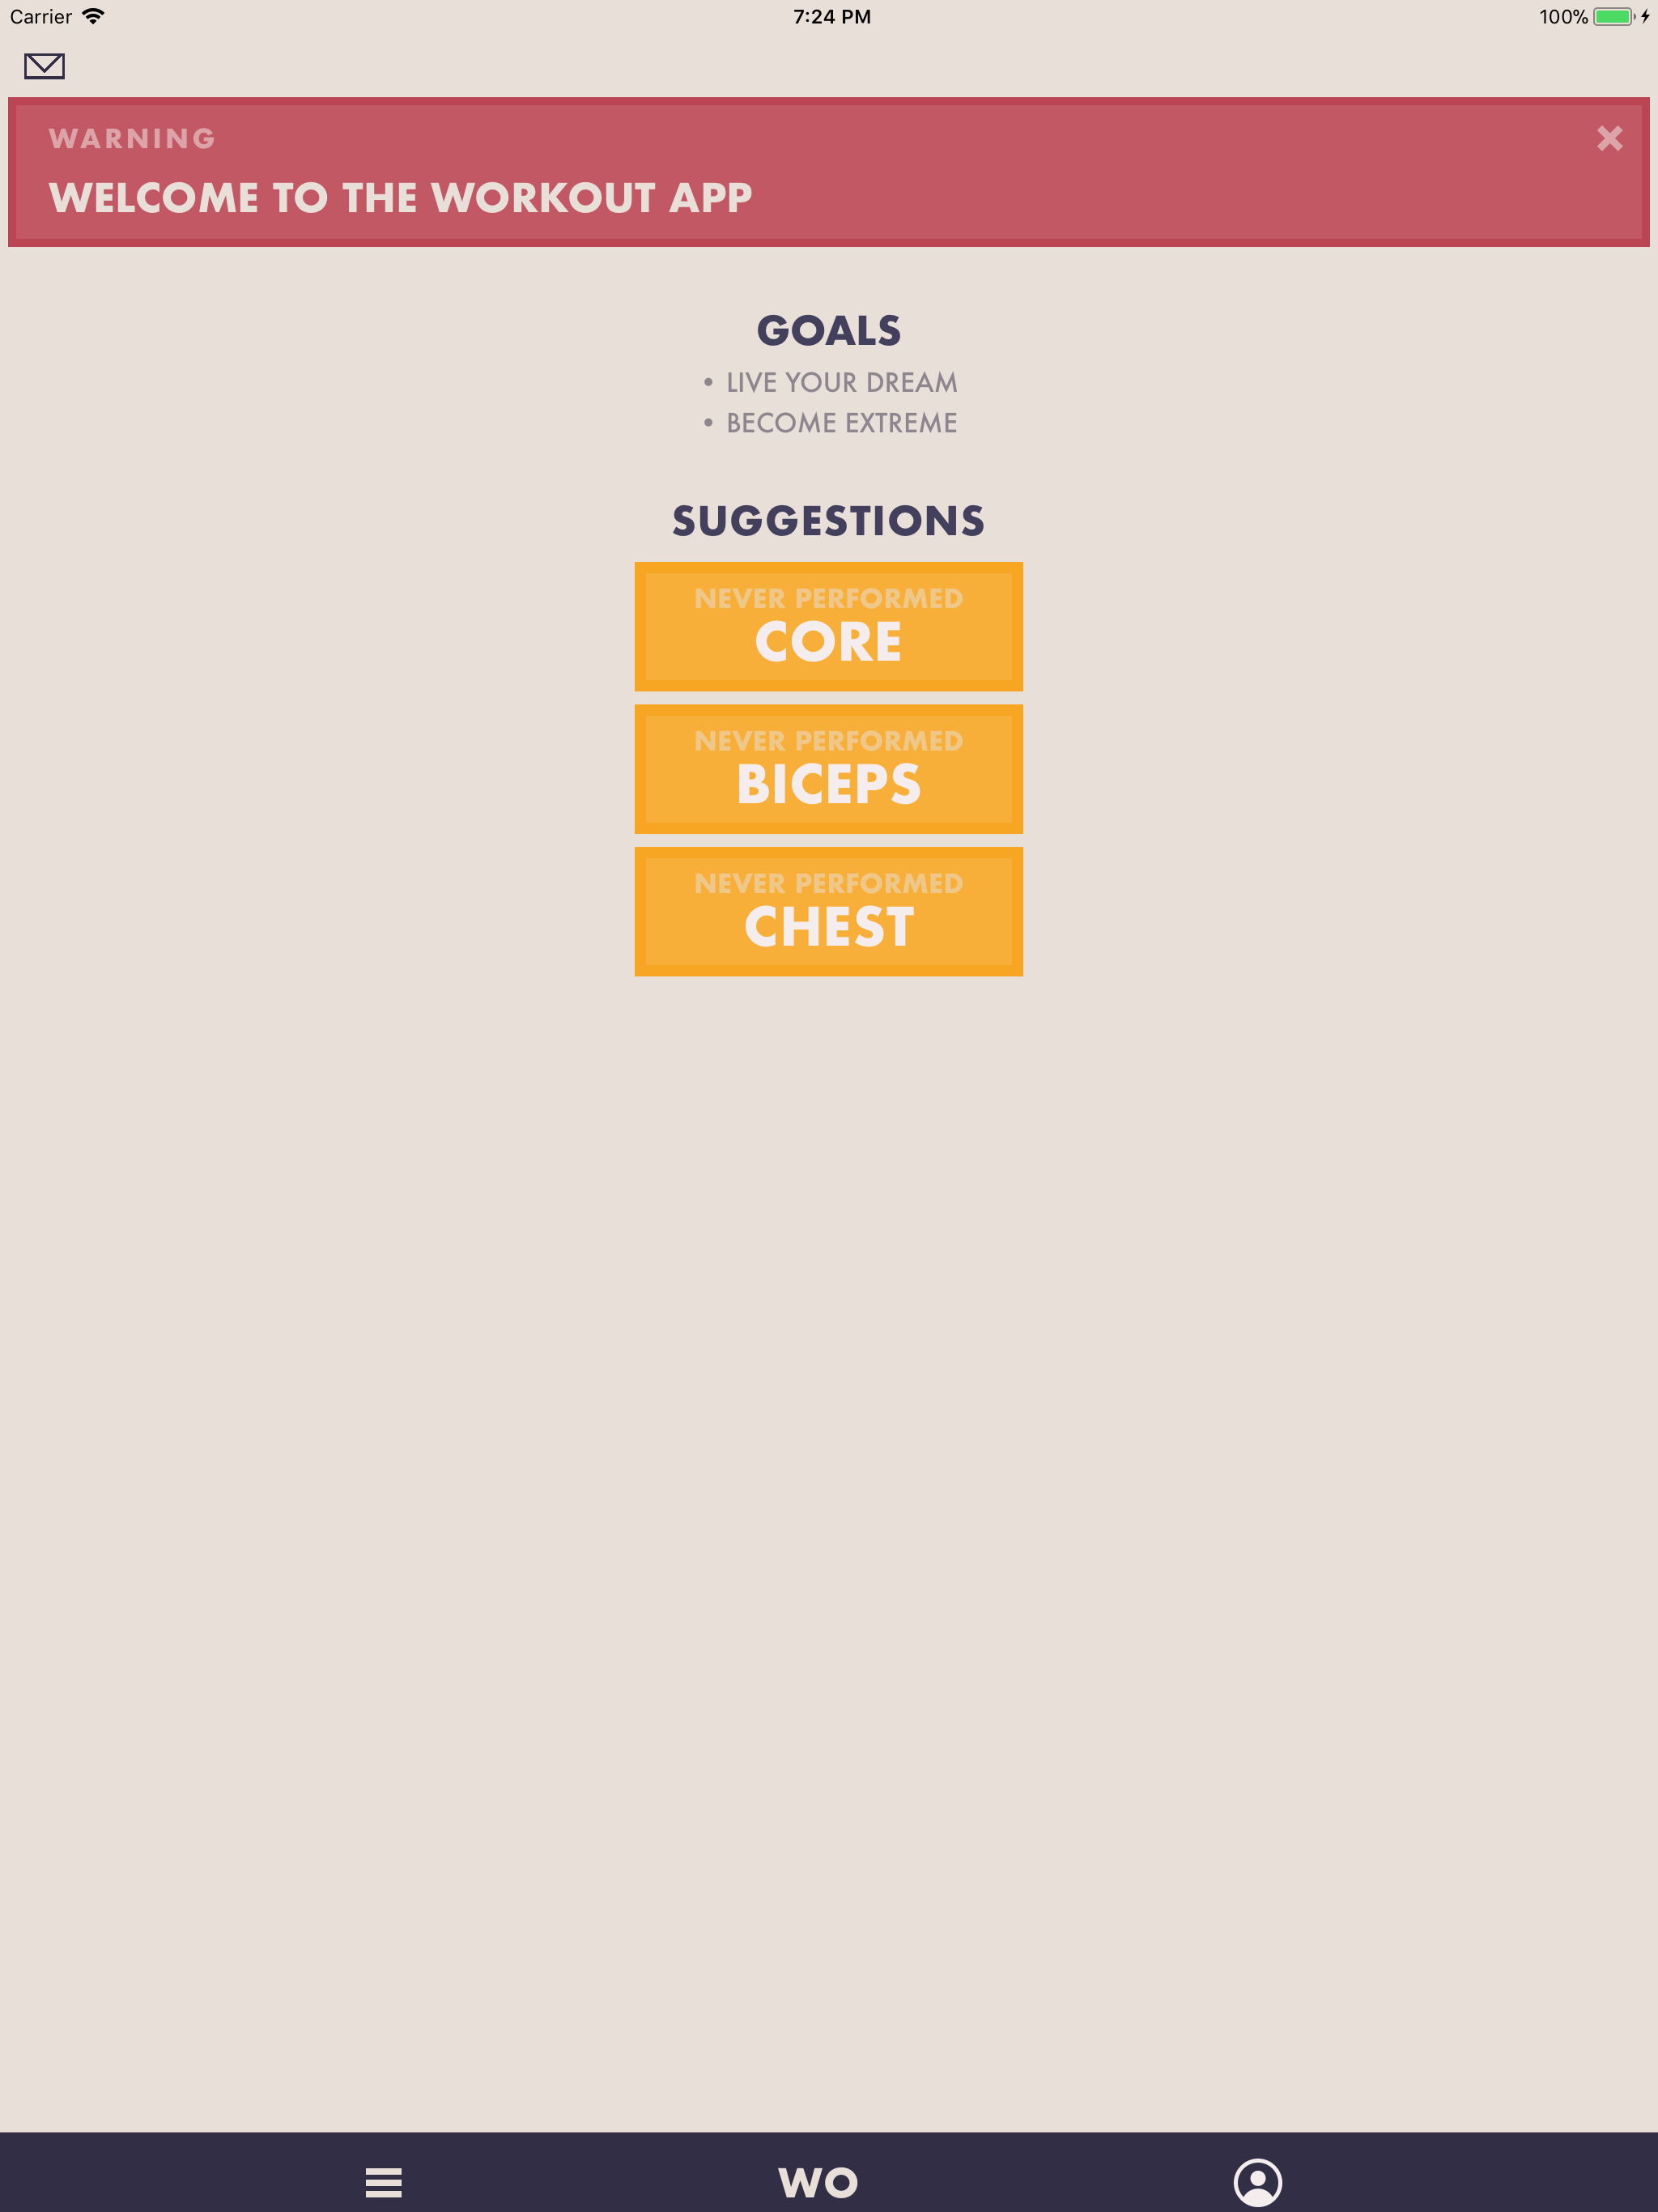 Carrier 7:24 PM 100%
WARNING
WELCOME TO THE WORKOUT APP
GOALS
• LIVE YOUR DREAM
• BECOME EXTREME
SUGGESTIONS
NEVER PERFORMED
CORE
NEVER PERFORMED
BICEPS
NEVER PERFORMED
CHEST
WO